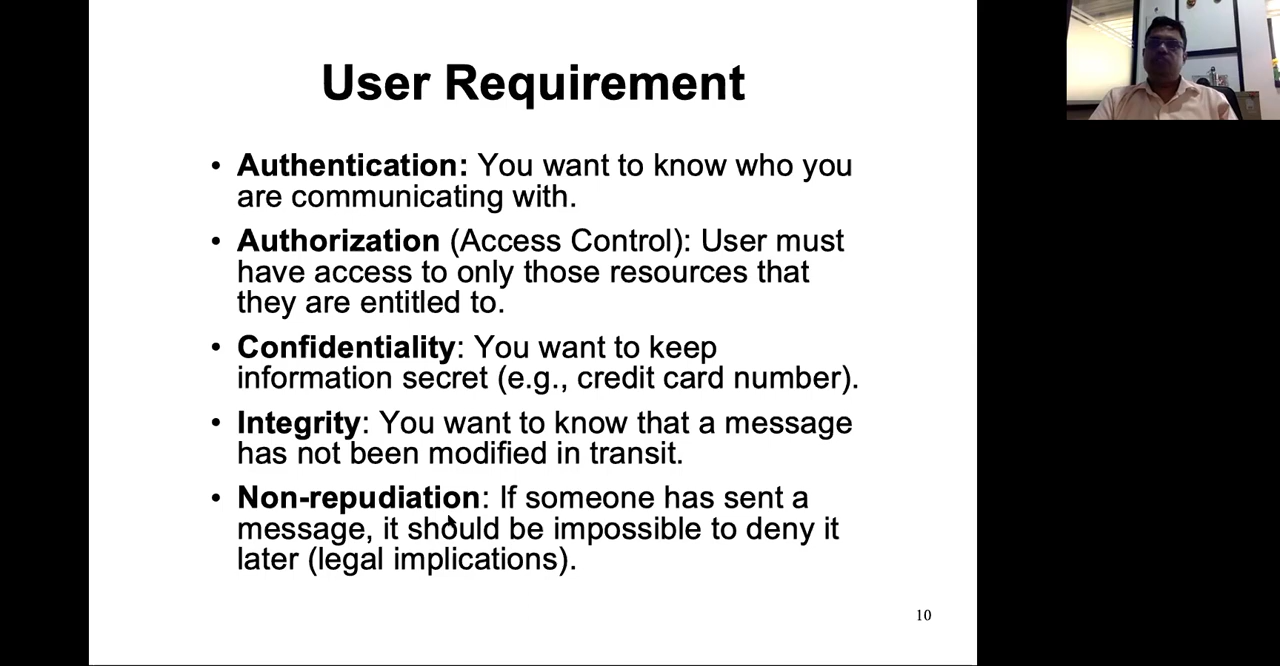 User Requirement
• Authentication: You want to know who you
are communicating with.
• Authorization (Access Control): User must
have access to only those resources that
they are entitled to.
• Confidentiality: You want to keep
information secret (e.g., credit card number).
• Integrity: You want to know that a message
has not been modified in transit.
• Non-repudiation: If someone has sent a
message, it should be impossible to deny it
later (legal implications).
10